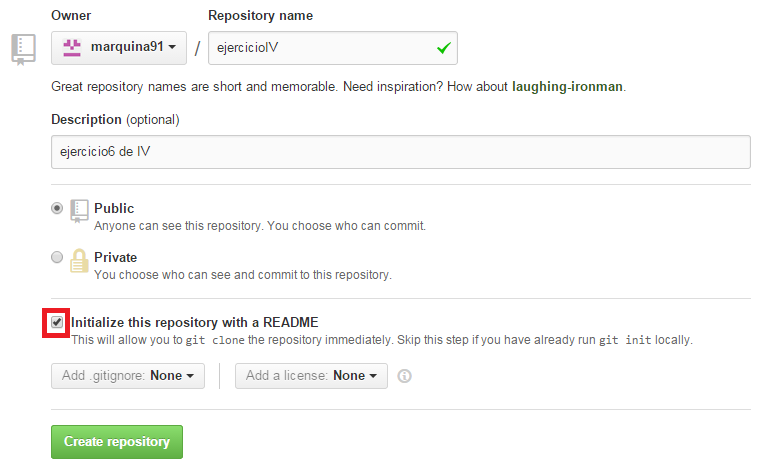 Owner Repository name
marquina91 / ejercicioIV
Great repository names are short and memorable. Need inspiration? How about laughing-ironman.
Description (optional)
ejercicio6 de IV
Public
Anyone can see this repository. You choose who can commit.
Private
You choose who can see and commit to this repository.
Initialize this repository with a README
This will allow you to git clone the repository immediately. Skip this step if you have already run git init locally.
Add .gitignore: None Add a license: None
Create repository